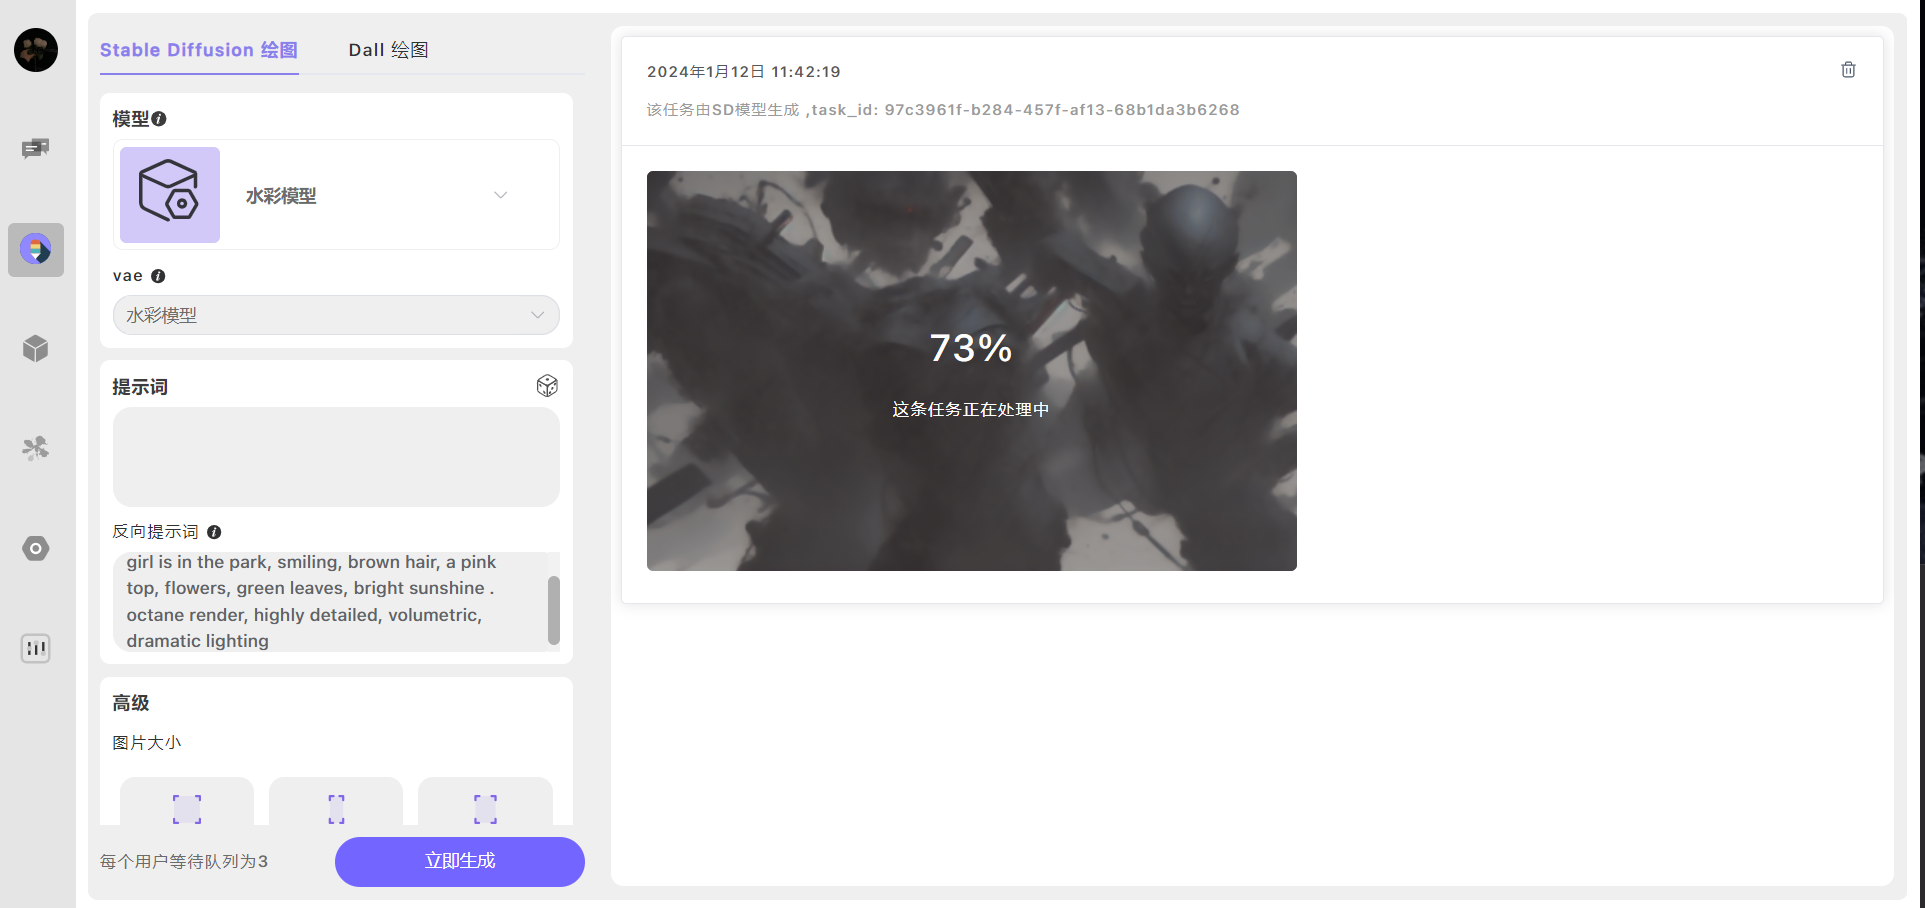 Stable Diffusion 绘图
Dall 绘图
模型
水彩模型
vae
水彩模型
提示词
反向提示词
girl is in the park, smiling, brown hair, a pink
top, flowers, green leaves, bright sunshine .
octane render, highly detailed, volumetric,
dramatic lighting
高级
图片大小
每个用户等待队列为3
立即生成
2024年1月12日 11:42:19
该任务由SD模型生成 ,task_id: 97c3961f-b284-457f-af13-68b1da3b6268
73%
这条任务正在处理中